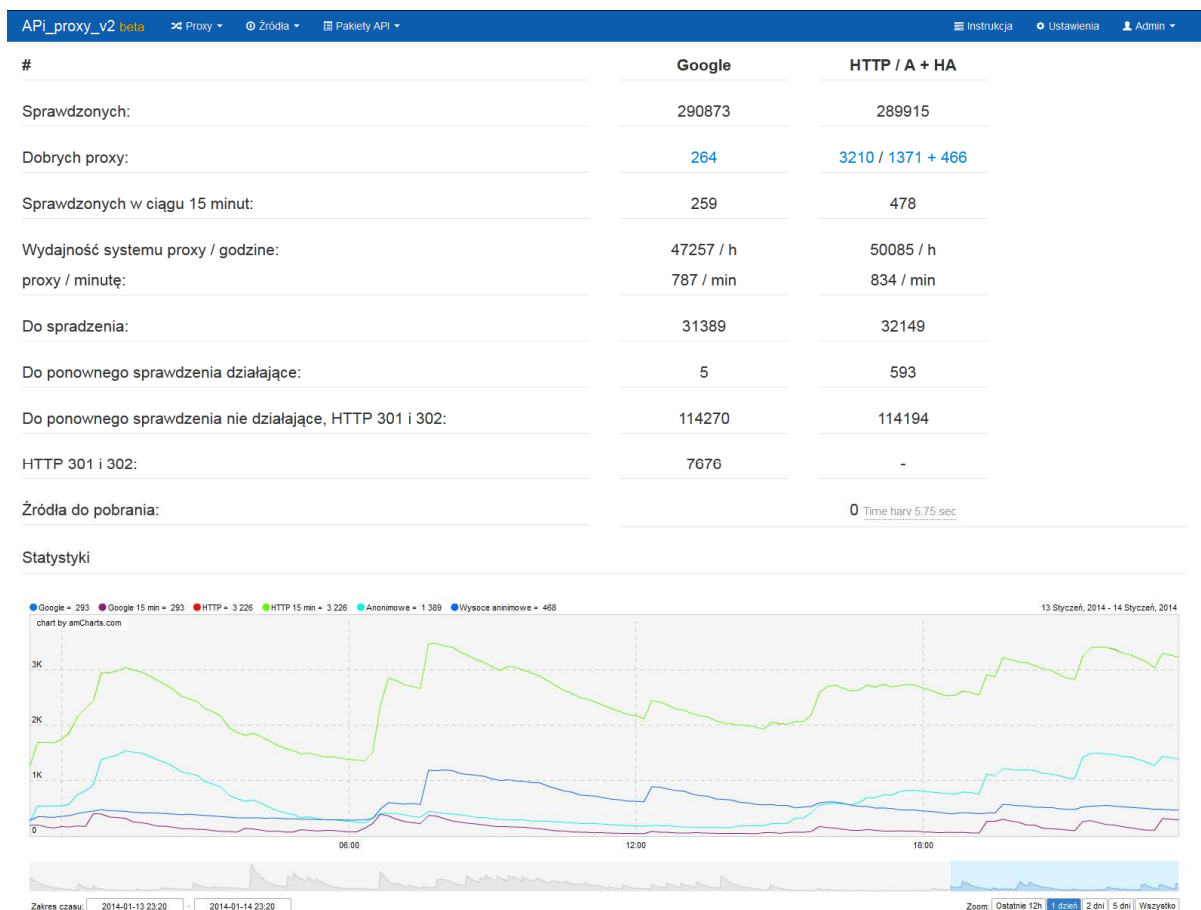 APi_proxy_v2 beta Proxy Źródła Pakiety API Instrukcja Ustawienia Admin
# Google HTTP / A + HA
Sprawdzonych: 290873 289915
Dobrych proxy: 264 3210 / 1371 + 466
Sprawdzonych w ciągu 15 minut: 259 478
Wydajność systemu proxy / godzine: 47257 / h 50085 / h
proxy / minutę: 787 / min 834 / min
Do spradzenia: 31389 32149
Do ponownego sprawdzenia działające: 5 593
Do ponownego sprawdzenia nie działające, HTTP 301 i 302: 114270 114194
HTTP 301 i 302: 7676 -
Źródła do pobrania: 0 Time harv 5.75 sec
Statystyki
Google = 293 Google 15 min = 293 HTTP = 3 226 HTTP 15 min = 3 226 Anonimowe = 1 389 Wysoce aninimowe = 468 13 Styczeń, 2014 - 14 Styczeń, 2014
chart by amCharts.com
3K
2K
1K
0
06:00 12:00 18:00
Zakres czasu: 2014-01-13 23:20 - 2014-01-14 23:20 Zoom: Ostatnie 12h 1 dzień 2 dni 5 dni Wszystko